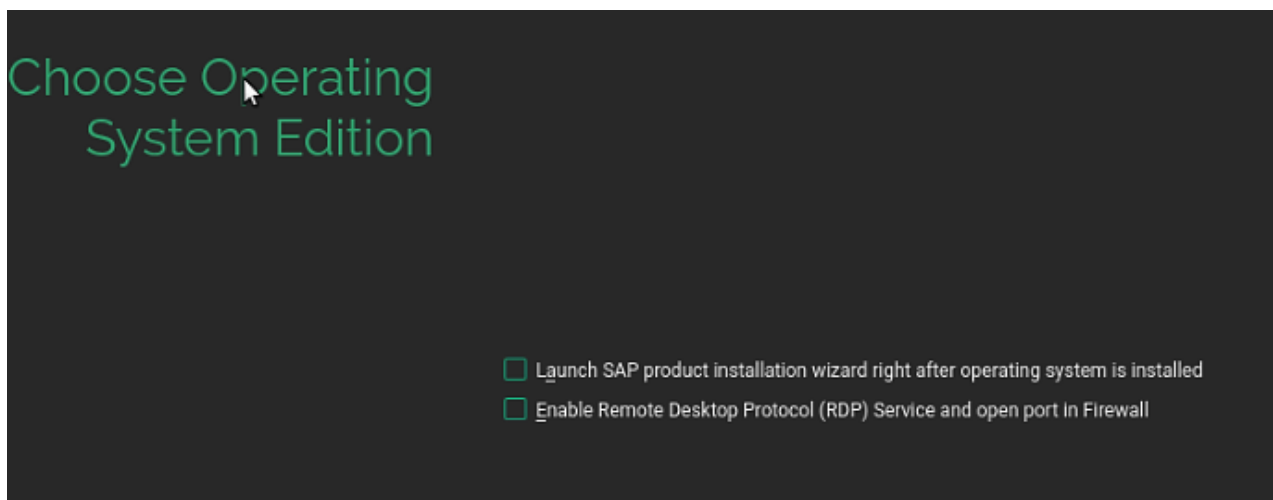 Choose Operating
System Edition
Launch SAP product installation wizard right after operating system is installed
Enable Remote Desktop Protocol (RDP) Service and open port in Firewall